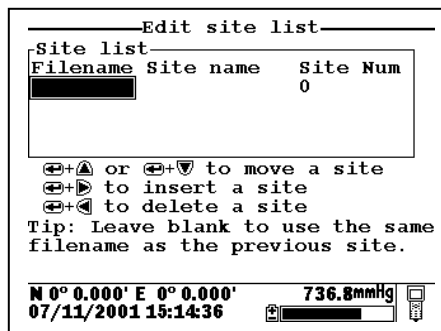 Edit site list
Site list
Filename Site name Site Num
0
+ or + to move a site
+ to insert a site
+ to delete a site
Tip: Leave blank to use the same
filename as the previous site.
N 0° 0.000' E 0° 0.000' 736.8mmHg
07/11/2001 15:14:36